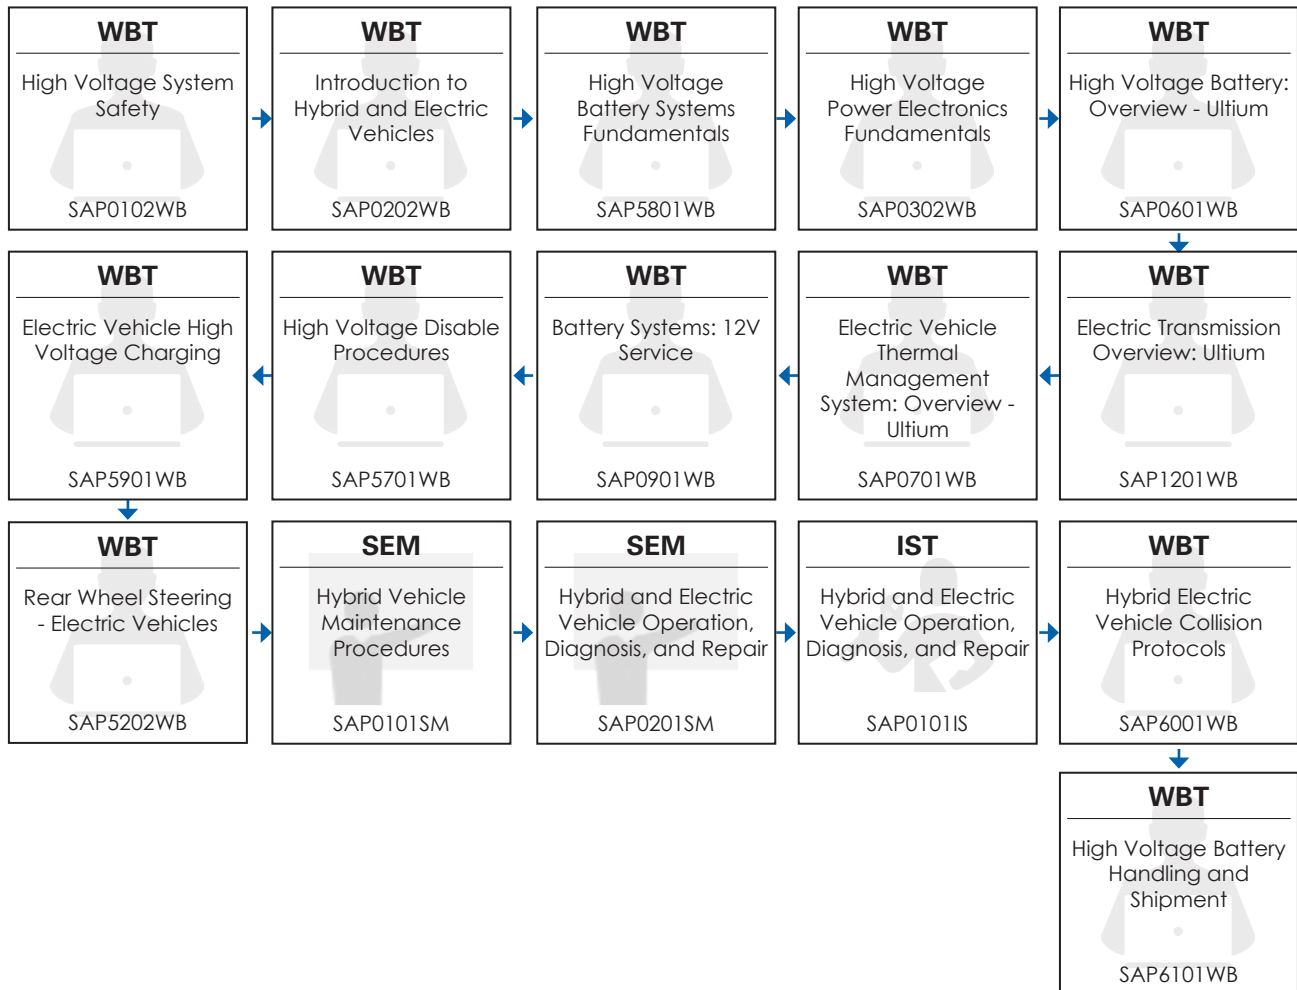 WBT
High Voltage System
Safety
SAP0102WB
WBT
Introduction to
Hybrid and Electric
Vehicles
SAP0202WB
WBT
High Voltage
Battery Systems
Fundamentals
SAP5801WB
WBT
High Voltage
Power Electronics
Fundamentals
SAP0302WB
WBT
High Voltage Battery:
Overview - Ultium
SAP0601WB
WBT
Electric Transmission
Overview: Ultium
SAP1201WB
WBT
Electric Vehicle
Thermal
Management
System: Overview -
Ultium
SAP0701WB
WBT
Battery Systems: 12V
Service
SAP0901WB
WBT
High Voltage Disable
Procedures
SAP5701WB
WBT
Electric Vehicle High
Voltage Charging
SAP5901WB
WBT
Rear Wheel Steering
- Electric Vehicles
SAP5202WB
SEM
Hybrid Vehicle
Maintenance
Procedures
SAP0101SM
SEM
Hybrid and Electric
Vehicle Operation,
Diagnosis, and Repair
SAP0201SM
IST
Hybrid and Electric
Vehicle Operation,
Diagnosis, and Repair
SAP0101IS
WBT
Hybrid Electric
Vehicle Collision
Protocols
SAP6001WB
WBT
High Voltage Battery
Handling and
Shipment
SAP6101WB